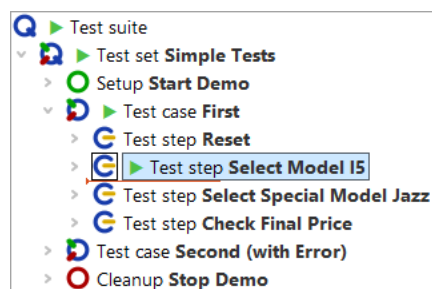 Test suite
Test set Simple Tests
Setup Start Demo
Test case First
Test step Reset
Test step Select Model I5
Test step Select Special Model Jazz
Test step Check Final Price
Test case Second (with Error)
Cleanup Stop Demo